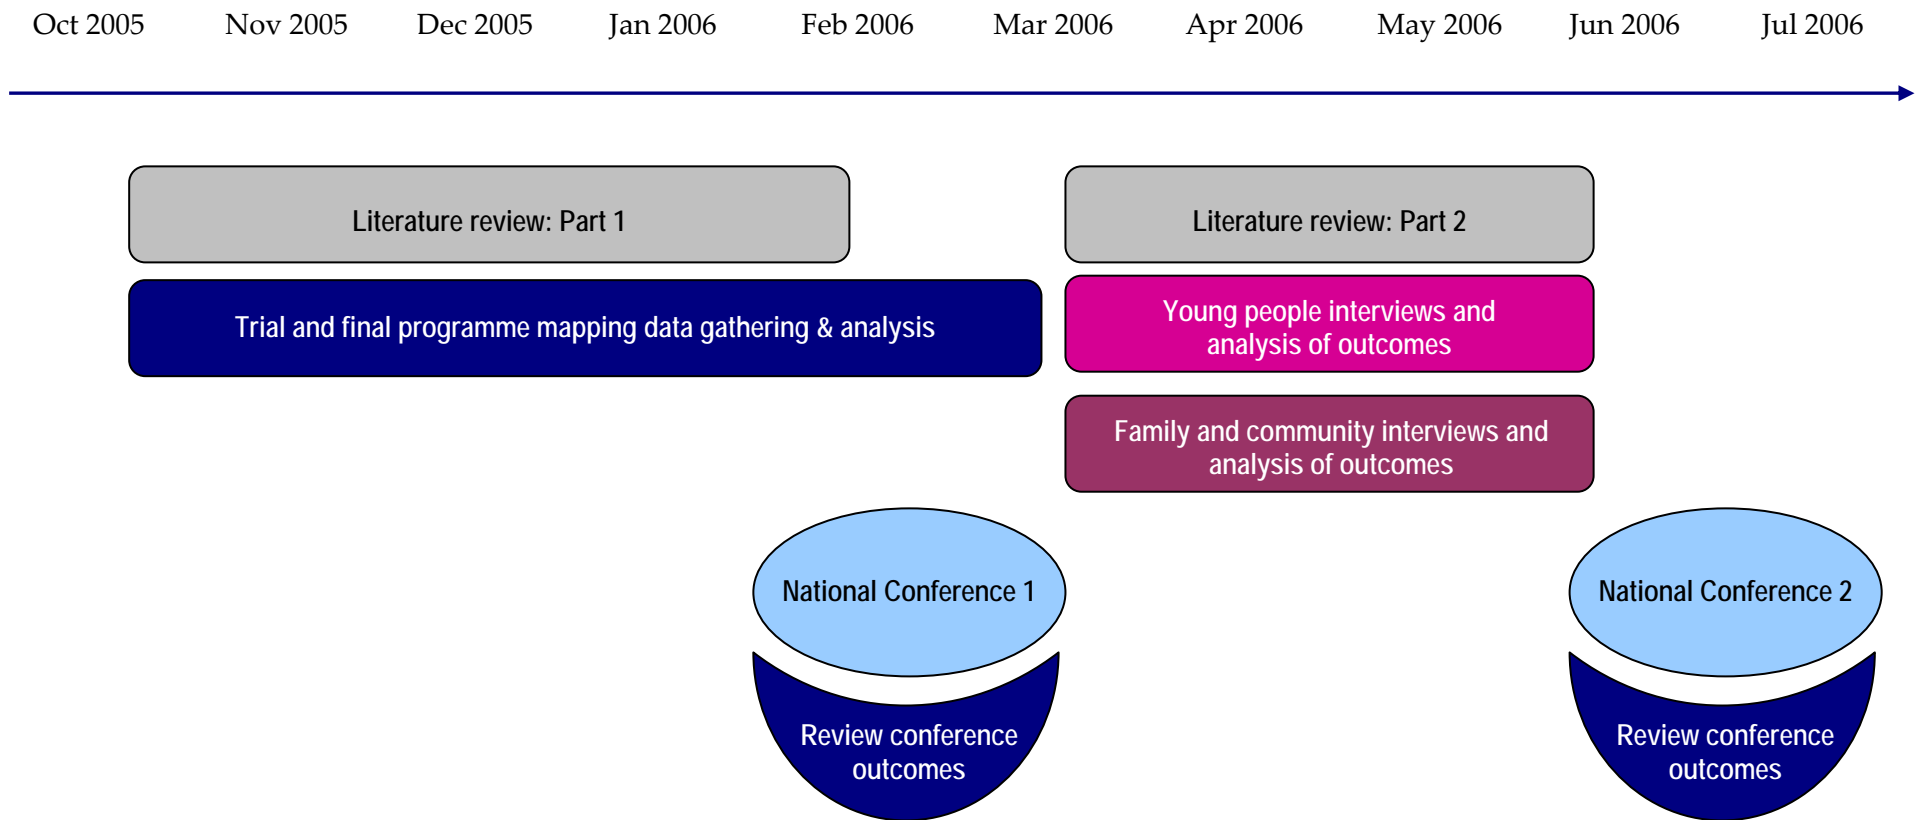 Oct 2005 Nov 2005 Dec 2005 Jan 2006 Feb 2006 Mar 2006 Apr 2006 May 2006 Jun 2006 Jul 2006
Literature review: Part 1
Literature review: Part 2
Trial and final programme mapping data gathering & analysis
Young people interviews and
analysis of outcomes
Family and community interviews and
analysis of outcomes
National Conference 1
National Conference 2
Review conference
outcomes
Review conference
outcomes